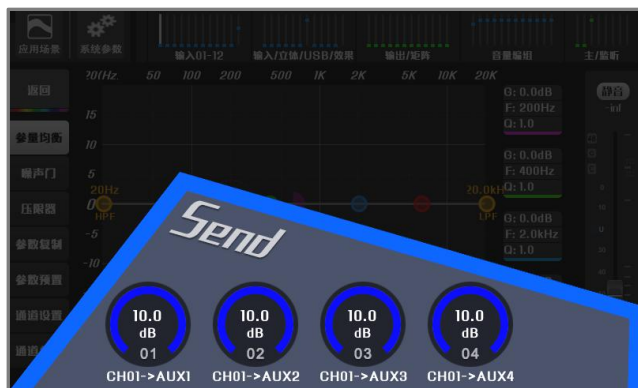 应用场景
系统参数
输入01-12
输入/立体/USB/效果
输出/矩阵
音量编组
主/监听
返回
20(Hz) 50 100 200 500 1K 2K 5K 10K 20K
静音
-inf
15
G: 0.0dB
F: 200Hz
Q: 1.0
参量均衡
10
噪声门
5
G: 0.0dB
F: 400Hz
Q: 1.0
20Hz
HPF
20.0kHz
LPF
压限器
0
-5
G: 0.0dB
F: 2.0kHz
Q: 1.0
参数复制
-10
参数预置
通道设置
Send
10.0
dB
01
10.0
dB
02
10.0
dB
03
10.0
dB
04
CH01->AUX1
CH01->AUX2
CH01->AUX3
CH01->AUX4